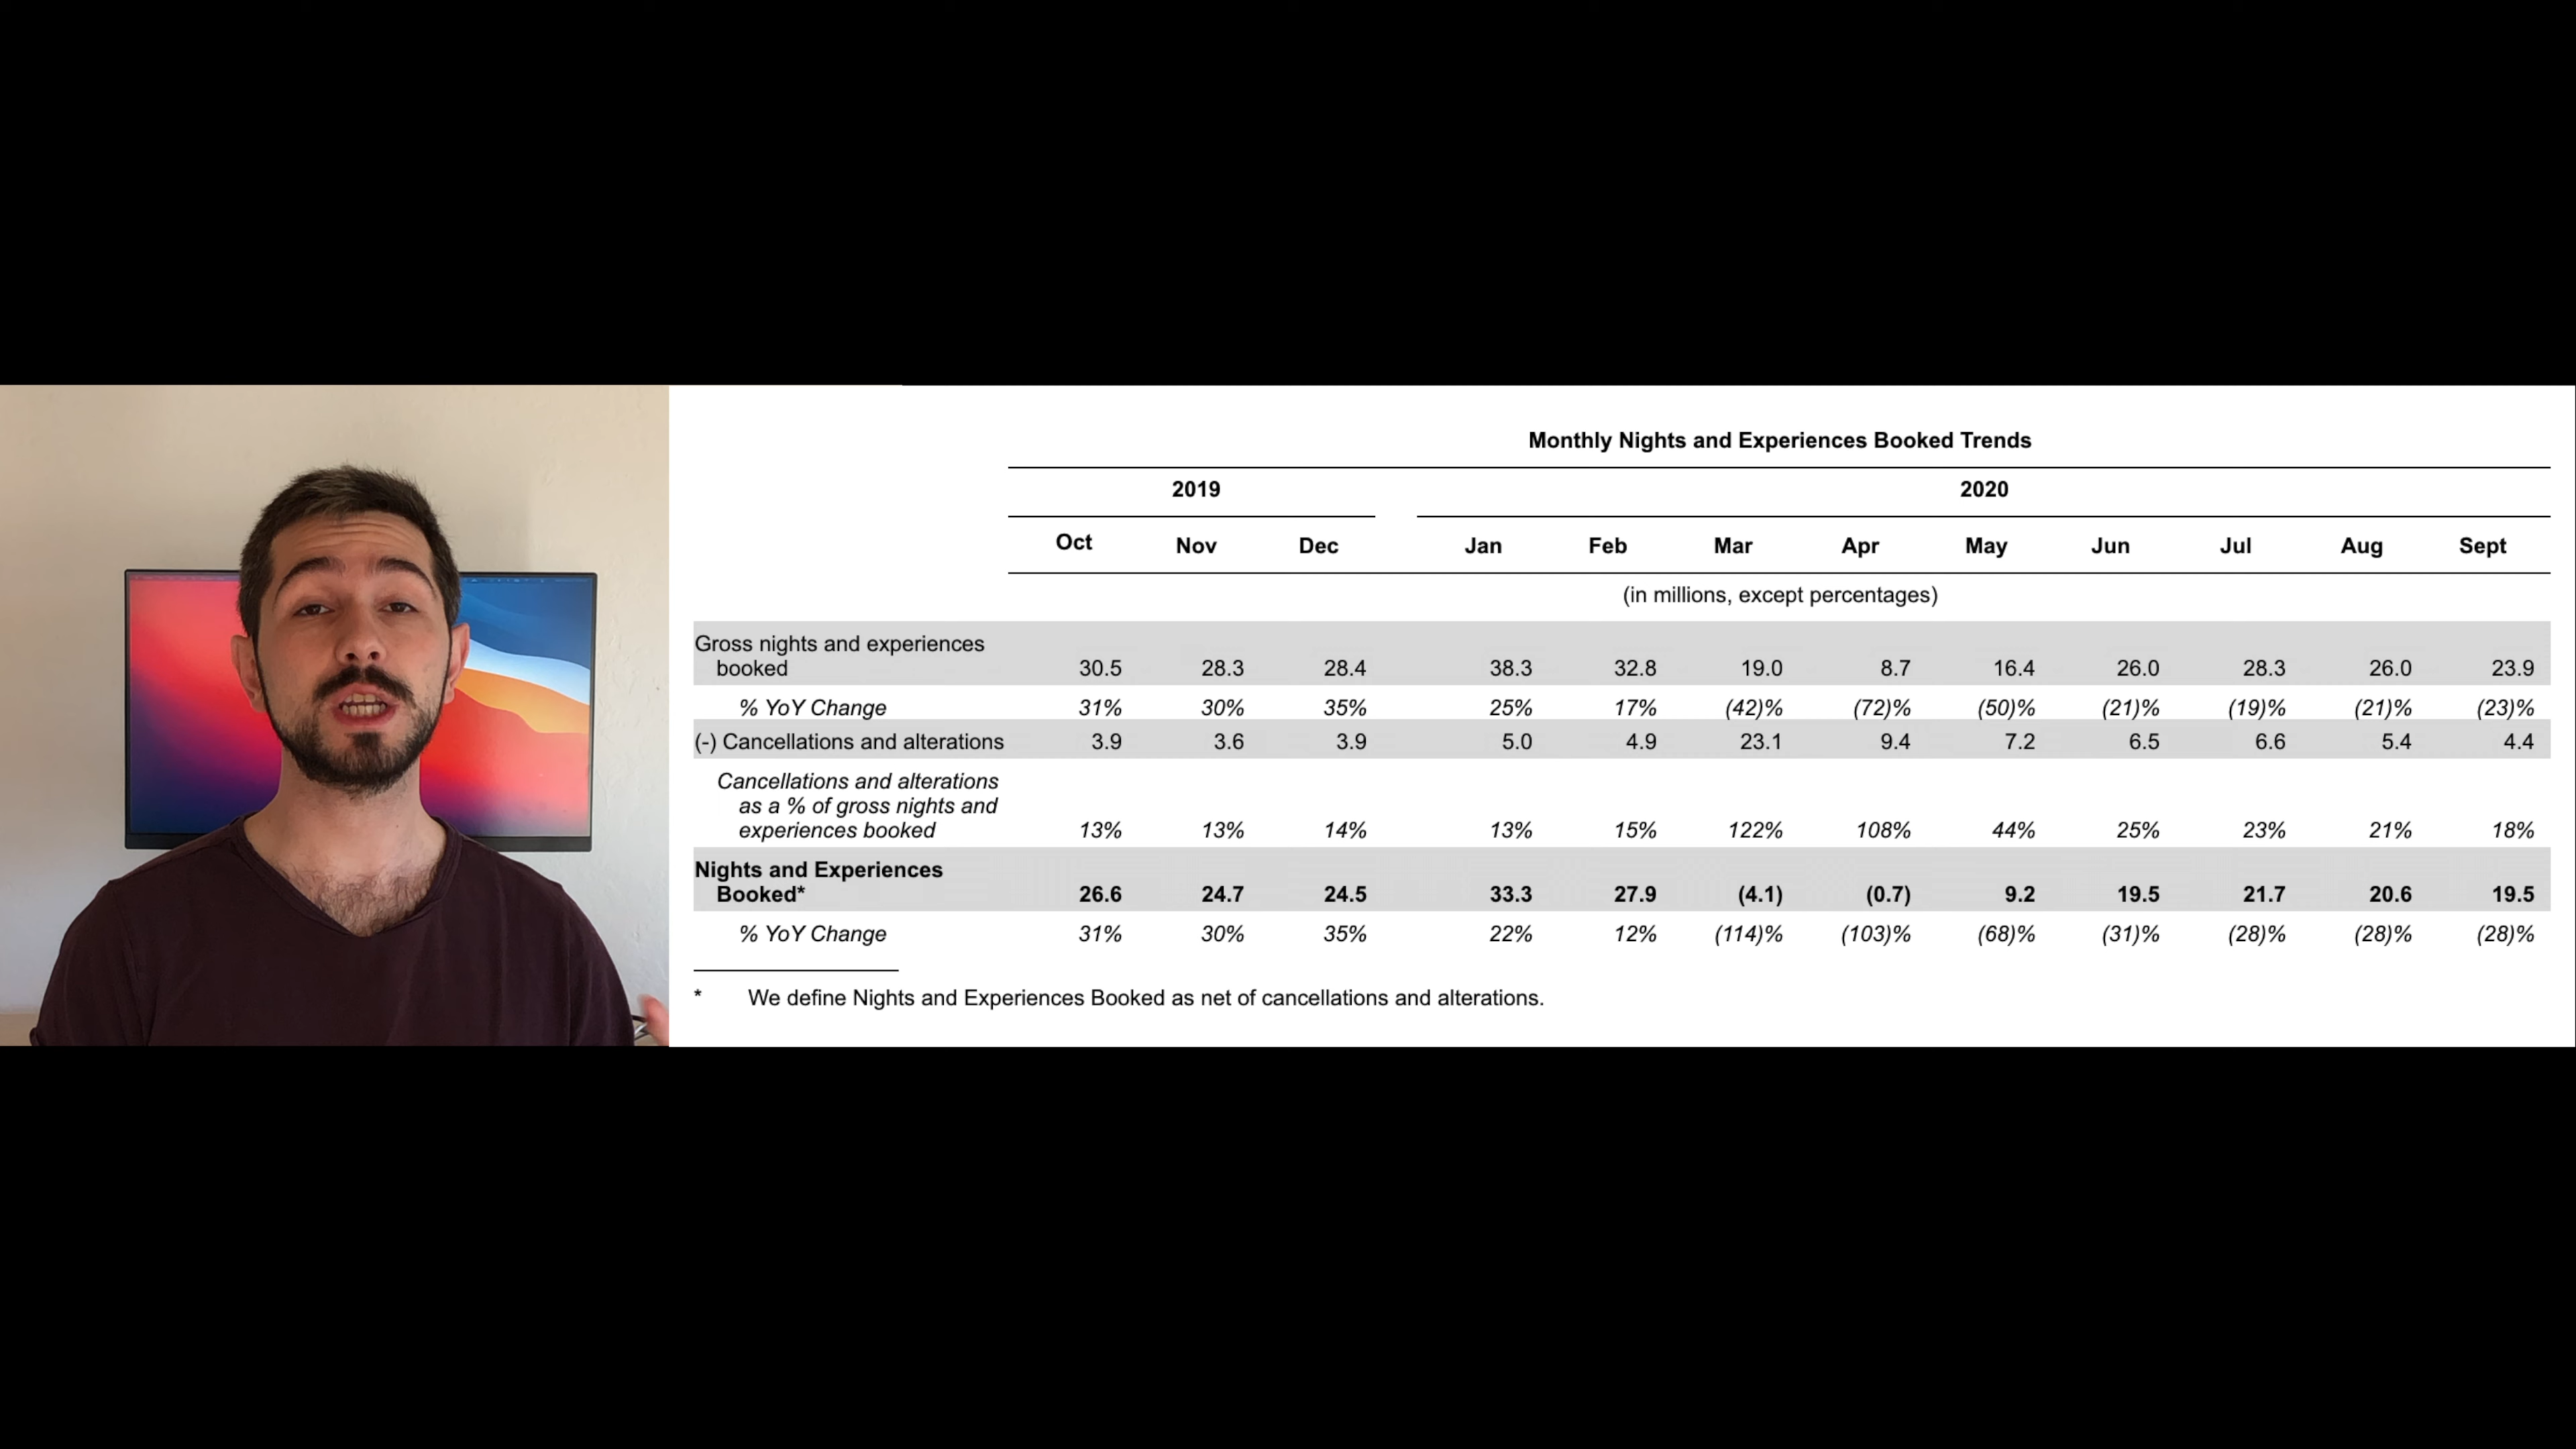 Monthly Nights and Experiences Booked Trends
2019 2020
Oct Nov Dec Jan Feb Mar Apr May Jun Jul Aug Sept
(in millions, except percentages)
Gross nights and experiences
booked 30.5 28.3 28.4 38.3 32.8 19.0 8.7 16.4 26.0 28.3 26.0 23.9
% YoY Change 31% 30% 35% 25% 17% (42)% (72)% (50)% (21)% (19)% (21)% (23)%
(-) Cancellations and alterations 3.9 3.6 3.9 5.0 4.9 23.1 9.4 7.2 6.5 6.6 5.4 4.4
Cancellations and alterations
as a % of gross nights and
experiences booked 13% 13% 14% 13% 15% 122% 108% 44% 25% 23% 21% 18%
Nights and Experiences
Booked* 26.6 24.7 24.5 33.3 27.9 (4.1) (0.7) 9.2 19.5 21.7 20.6 19.5
% YoY Change 31% 30% 35% 22% 12% (114)% (103)% (68)% (31)% (28)% (28)% (28)%
* We define Nights and Experiences Booked as net of cancellations and alterations.